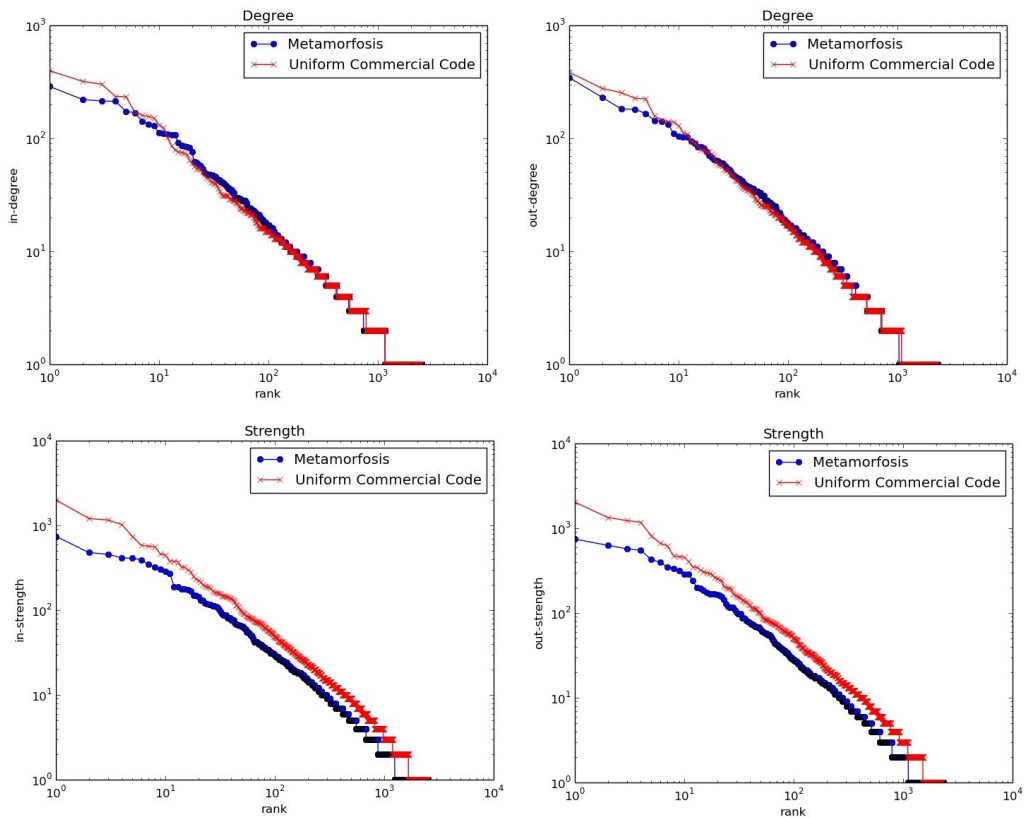 Degree
10^3
10^2
10^1
10^0
in-degree
Metamorfosis
Uniform Commercial Code
10^0 10^1 10^2 10^3 10^4
rank
Degree
10^3
10^2
10^1
10^0
out-degree
Metamorfosis
Uniform Commercial Code
10^0 10^1 10^2 10^3 10^4
rank
Strength
10^4
10^3
10^2
10^1
10^0
in-strength
Metamorfosis
Uniform Commercial Code
10^0 10^1 10^2 10^3 10^4
rank
Strength
10^4
10^3
10^2
10^1
10^0
out-strength
Metamorfosis
Uniform Commercial Code
10^0 10^1 10^2 10^3 10^4
rank